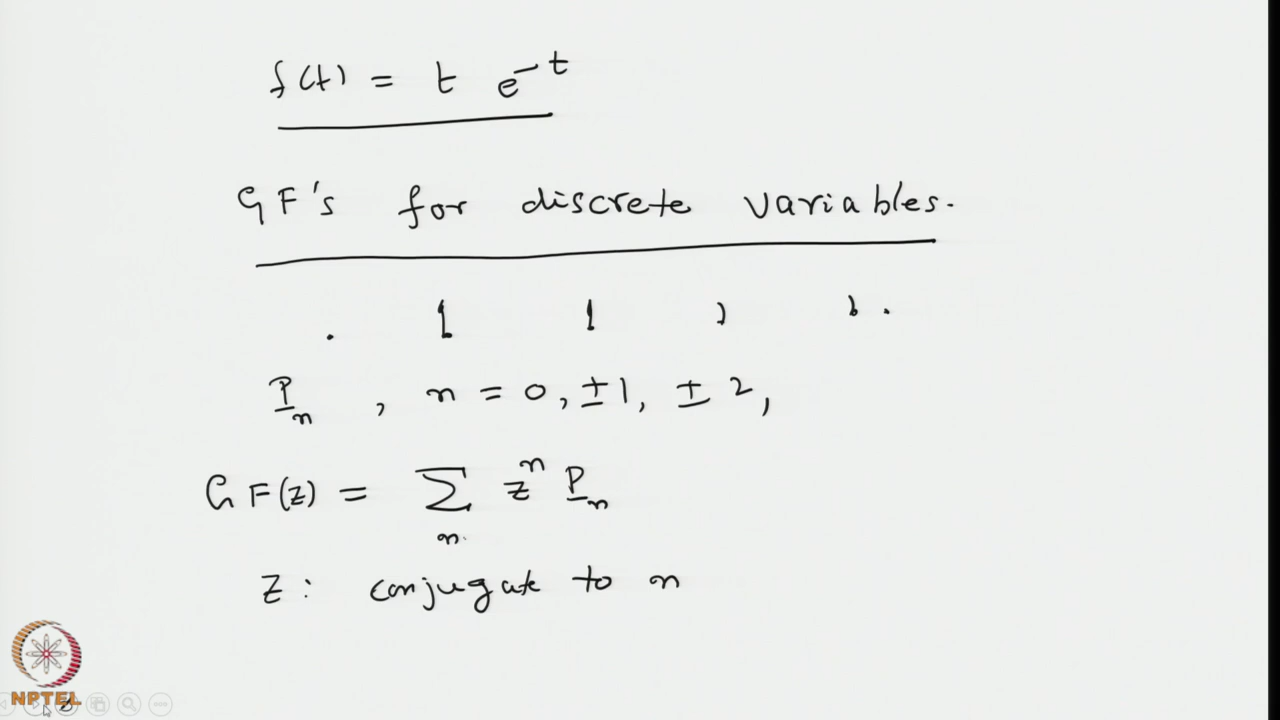 f(t) = t e^{-t}
GF's for discrete variables.
P_n , n = 0, ±1, ±2,
GF(z) = Σ_n z^n P_n
z : conjugate to n
NPTEL